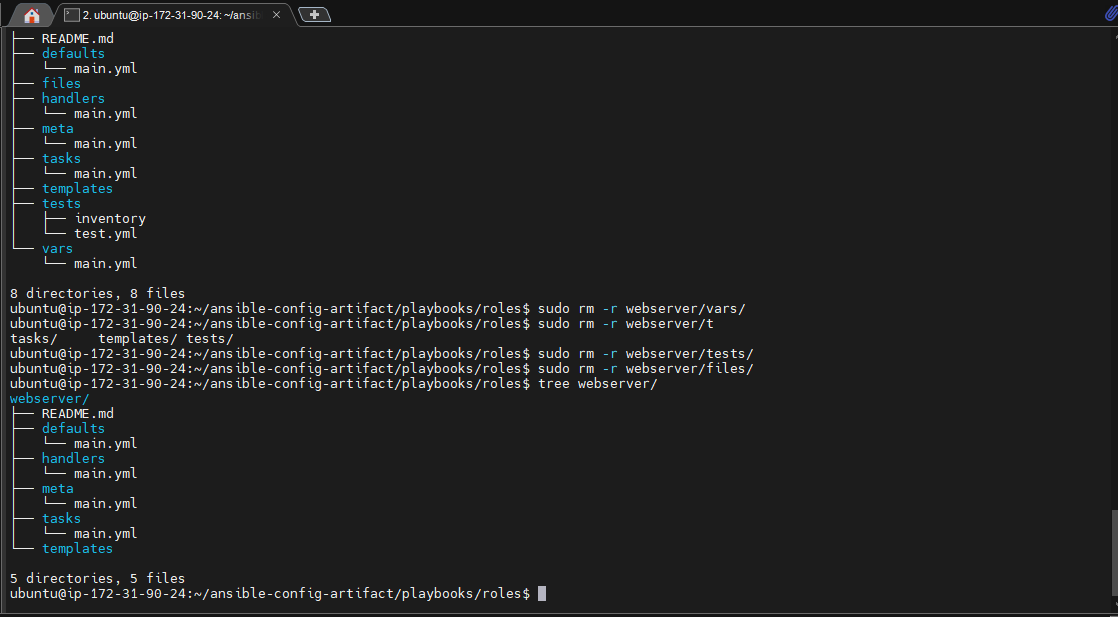 2. ubuntu@ip-172-31-90-24: ~/ansi
├── README.md
├── defaults
│   └── main.yml
├── files
├── handlers
│   └── main.yml
├── meta
│   └── main.yml
├── tasks
│   └── main.yml
├── templates
├── tests
│   ├── inventory
│   └── test.yml
└── vars
    └── main.yml
8 directories, 8 files
ubuntu@ip-172-31-90-24:~/ansible-config-artifact/playbooks/roles$ sudo rm -r webserver/vars/
ubuntu@ip-172-31-90-24:~/ansible-config-artifact/playbooks/roles$ sudo rm -r webserver/t
tasks/     templates/ tests/
ubuntu@ip-172-31-90-24:~/ansible-config-artifact/playbooks/roles$ sudo rm -r webserver/tests/
ubuntu@ip-172-31-90-24:~/ansible-config-artifact/playbooks/roles$ sudo rm -r webserver/files/
ubuntu@ip-172-31-90-24:~/ansible-config-artifact/playbooks/roles$ tree webserver/
webserver/
├── README.md
├── defaults
│   └── main.yml
├── handlers
│   └── main.yml
├── meta
│   └── main.yml
├── tasks
│   └── main.yml
└── templates
5 directories, 5 files
ubuntu@ip-172-31-90-24:~/ansible-config-artifact/playbooks/roles$